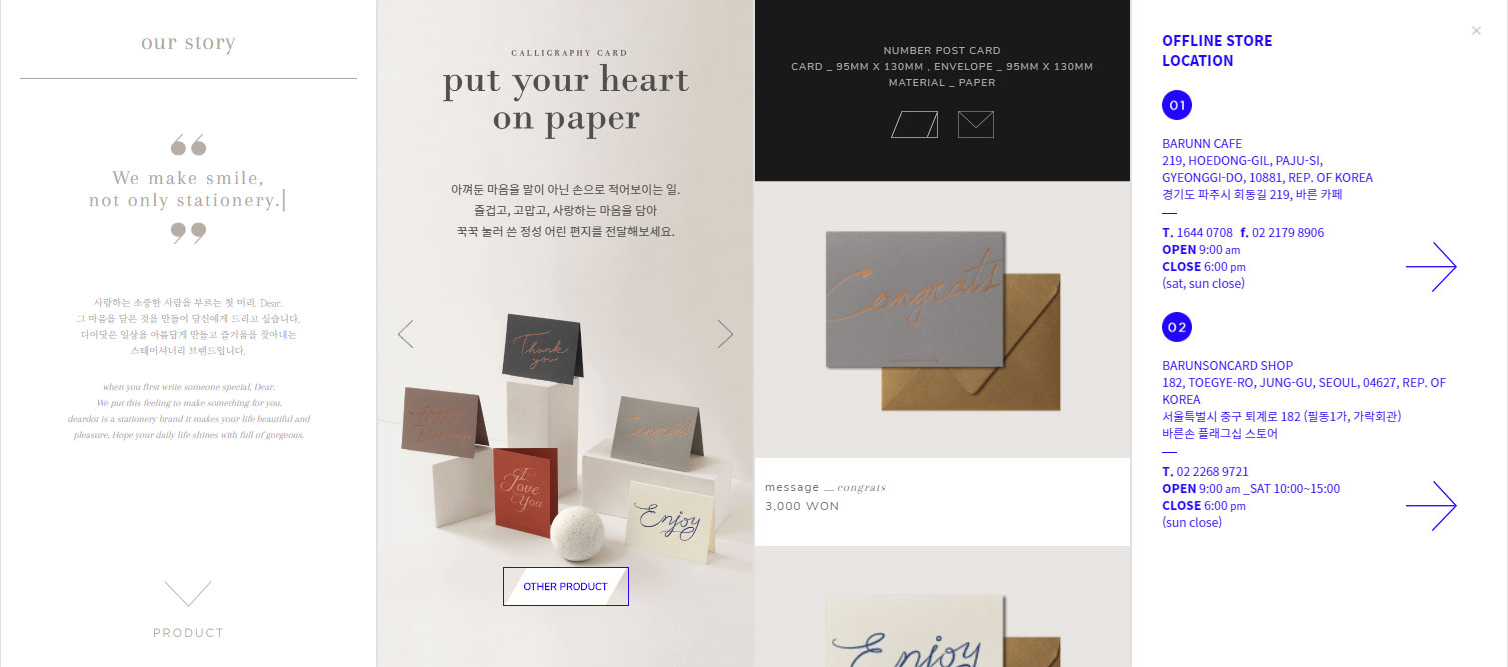 our story
We make smile,
not only stationery.
사랑하는 소중한 사람을 부르는 첫 머리, Dear.
그 마음을 담은 것을 만들어 당신에게 드리고 싶습니다.
디어닷은 일상을 아름답게 만들고 즐거움을 찾아내는
스테이셔너리 브랜드입니다.
when you first write someone special, Dear.
We put this feeling to make something for you.
deardot is a stationery brand it makes your life beautiful and
pleasure. Hope your daily life shines with full of gorgeous.
PRODUCT
CALLIGRAPHY CARD
put your heart
on paper
아껴둔 마음을 말이 아닌 손으로 적어보이는 일.
즐겁고, 고맙고, 사랑하는 마음을 담아
꾹꾹 눌러 쓴 정성 어린 편지를 전달해보세요.
Thank
you
Happy
Birthday
Congrats
I
Love
You
Enjoy
OTHER PRODUCT
NUMBER POST CARD
CARD _ 95MM X 130MM , ENVELOPE _ 95MM X 130MM
MATERIAL _ PAPER
Congrats
message __ congrats
3,000 WON
Enjoy
×
OFFLINE STORE
LOCATION
01
BARUNN CAFE
219, HOEDONG-GIL, PAJU-SI,
GYEONGGI-DO, 10881, REP. OF KOREA
경기도 파주시 회동길 219, 바른 카페
T. 1644 0708 f. 02 2179 8906
OPEN 9:00 am
CLOSE 6:00 pm
(sat, sun close)
02
BARUNSONCARD SHOP
182, TOEGYE-RO, JUNG-GU, SEOUL, 04627, REP. OF
KOREA
서울특별시 중구 퇴계로 182 (필동1가, 가락회관)
바른손 플래그십 스토어
T. 02 2268 9721
OPEN 9:00 am _SAT 10:00~15:00
CLOSE 6:00 pm
(sun close)